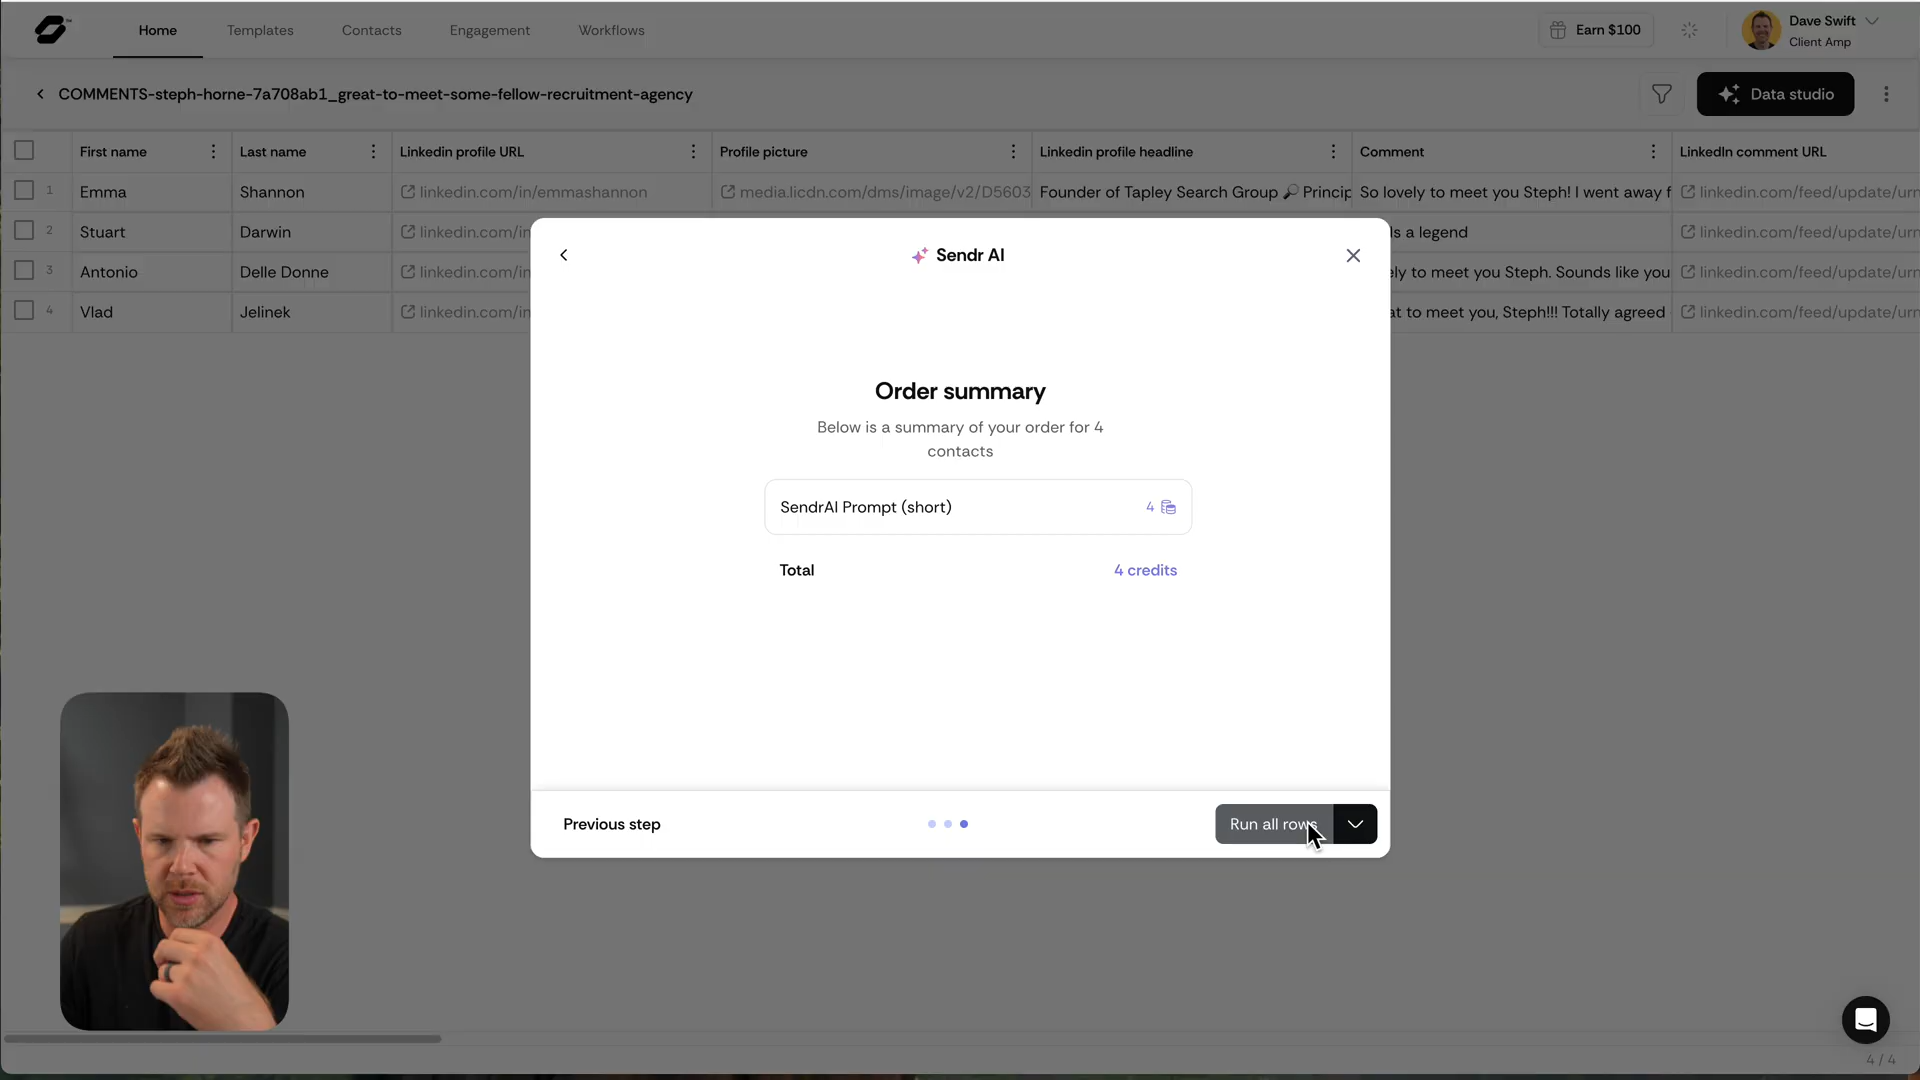 Home
Templates
Contacts
Engagement
Workflows
Earn $100
Dave Swift
Client Amp
COMMENTS-steph-horne-7a708ab1_great-to-meet-some-fellow-recruitment-agency
Data studio
First name
Last name
Linkedin profile URL
Profile picture
Linkedin profile headline
Comment
LinkedIn comment URL
1
Emma
Shannon
linkedin.com/in/emmashannon
media.licdn.com/dms/image/v2/D5603
Founder of Tapley Search Group 🔎 Princip
So lovely to meet you Steph! I went away f
linkedin.com/feed/update/urn
2
Stuart
Darwin
linkedin.com/in
Is a legend
linkedin.com/feed/update/urn
3
Antonio
Delle Donne
linkedin.com/in
ely to meet you Steph. Sounds like you
linkedin.com/feed/update/urn
4
Vlad
Jelinek
linkedin.com/in
at to meet you, Steph!!! Totally agreed
linkedin.com/feed/update/urn
Sendr AI
Order summary
Below is a summary of your order for 4
contacts
SendrAI Prompt (short)
4
Total
4 credits
Previous step
Run all rows
4 / 4